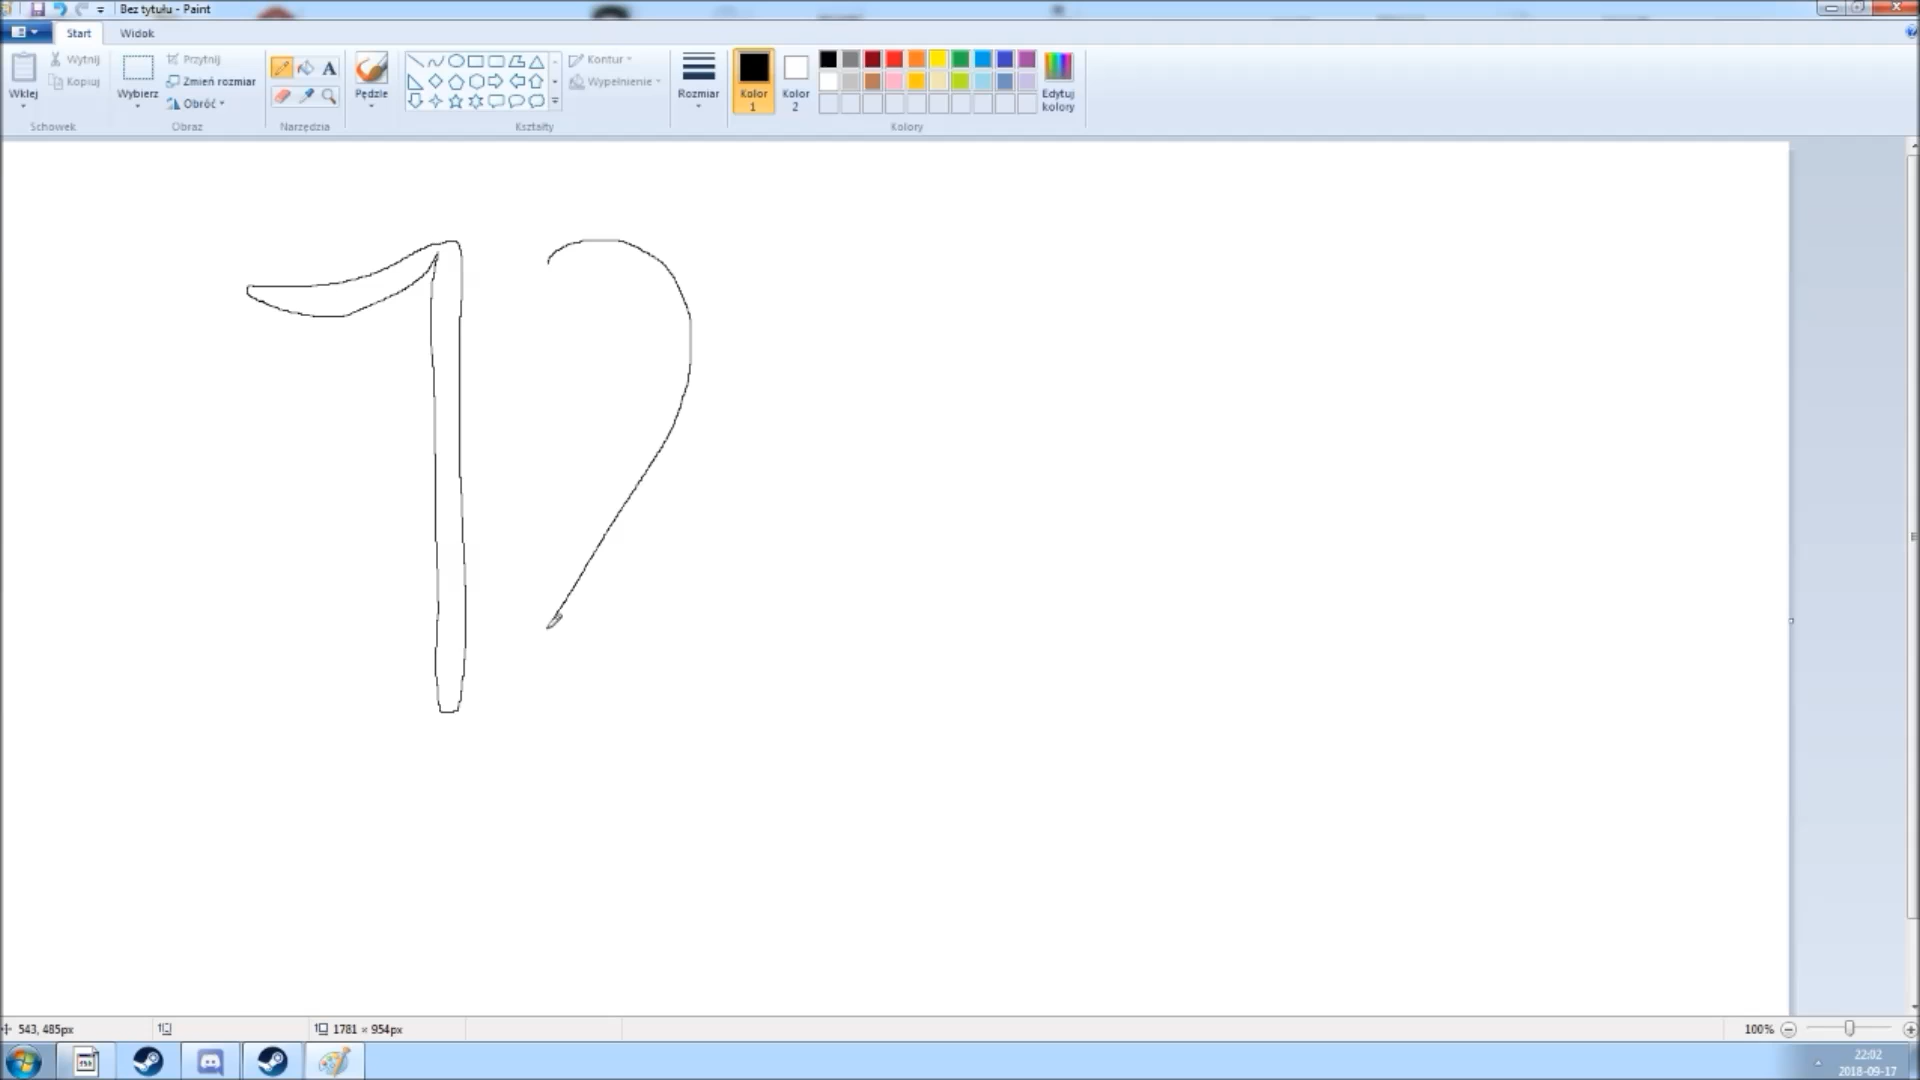 Bez tytułu - Paint
Start Widok
Wklej
Wytnij
Kopiuj
Schowek
Wybierz
Przytnij
Zmień rozmiar
Obróć
Obraz
A
Narzędzia
Pędzle
Kształty
Kontur
Wypełnienie
Rozmiar
Kolor
1
Kolor
2
Edytuj
kolory
Kolory
1
543, 485px
1781 × 954px
100%
22:02
2018-09-17